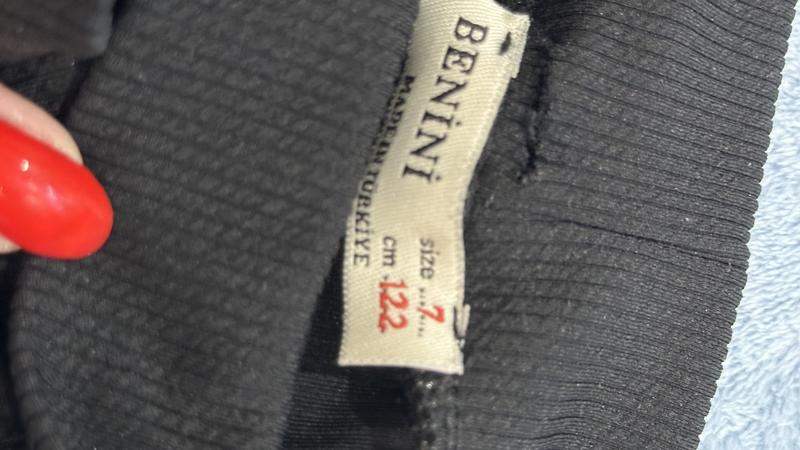 BENİNİ
MADE IN TÜRKİYE
size 7
cm 122